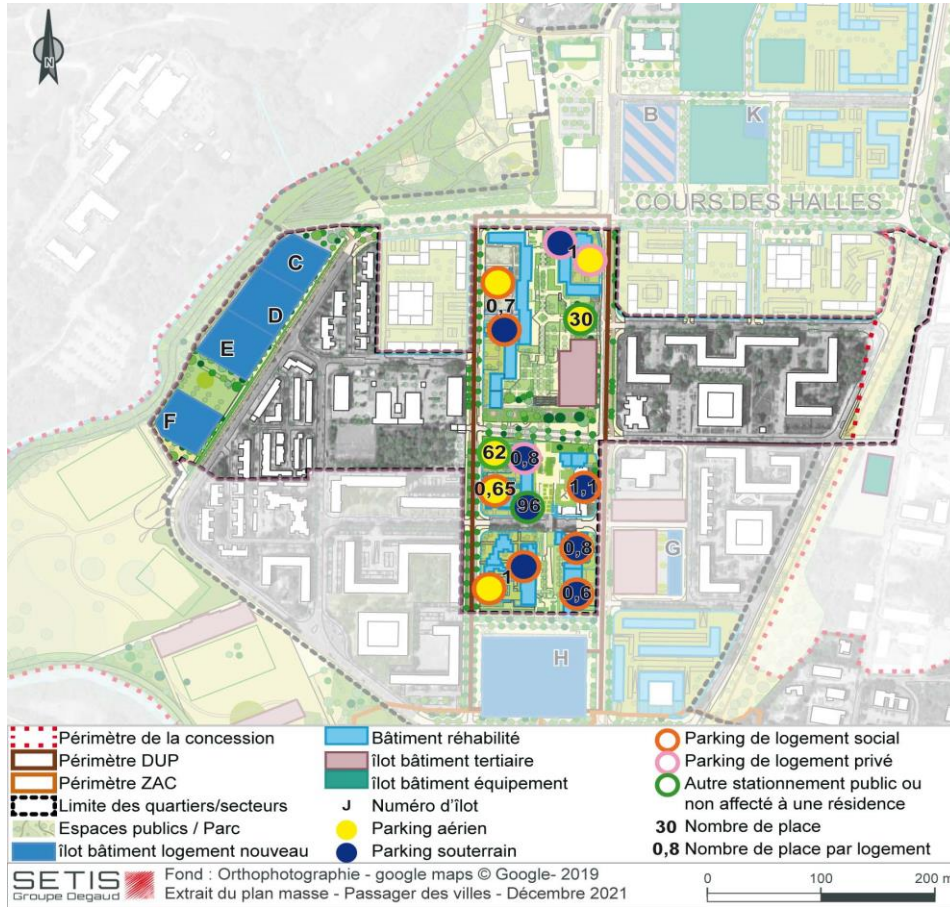 N
B
K
COURS DES HALLES
C
1
D
0,7
30
E
F
62
0,8
0,65
1,1
96
0,8
G
1
0,6
H
Périmètre de la concession
Périmètre DUP
Périmètre ZAC
Limite des quartiers/secteurs
Espaces publics / Parc
îlot bâtiment logement nouveau
Bâtiment réhabilité
îlot bâtiment tertiaire
îlot bâtiment équipement
J Numéro d'îlot
Parking aérien
Parking souterrain
Parking de logement social
Parking de logement privé
Autre stationnement public ou
non affecté à une résidence
30 Nombre de place
0,8 Nombre de place par logement
SETIS
Groupe Degaud
Fond : Orthophotographie - google maps © Google- 2019
Extrait du plan masse - Passager des villes - Décembre 2021
0 100 200 m